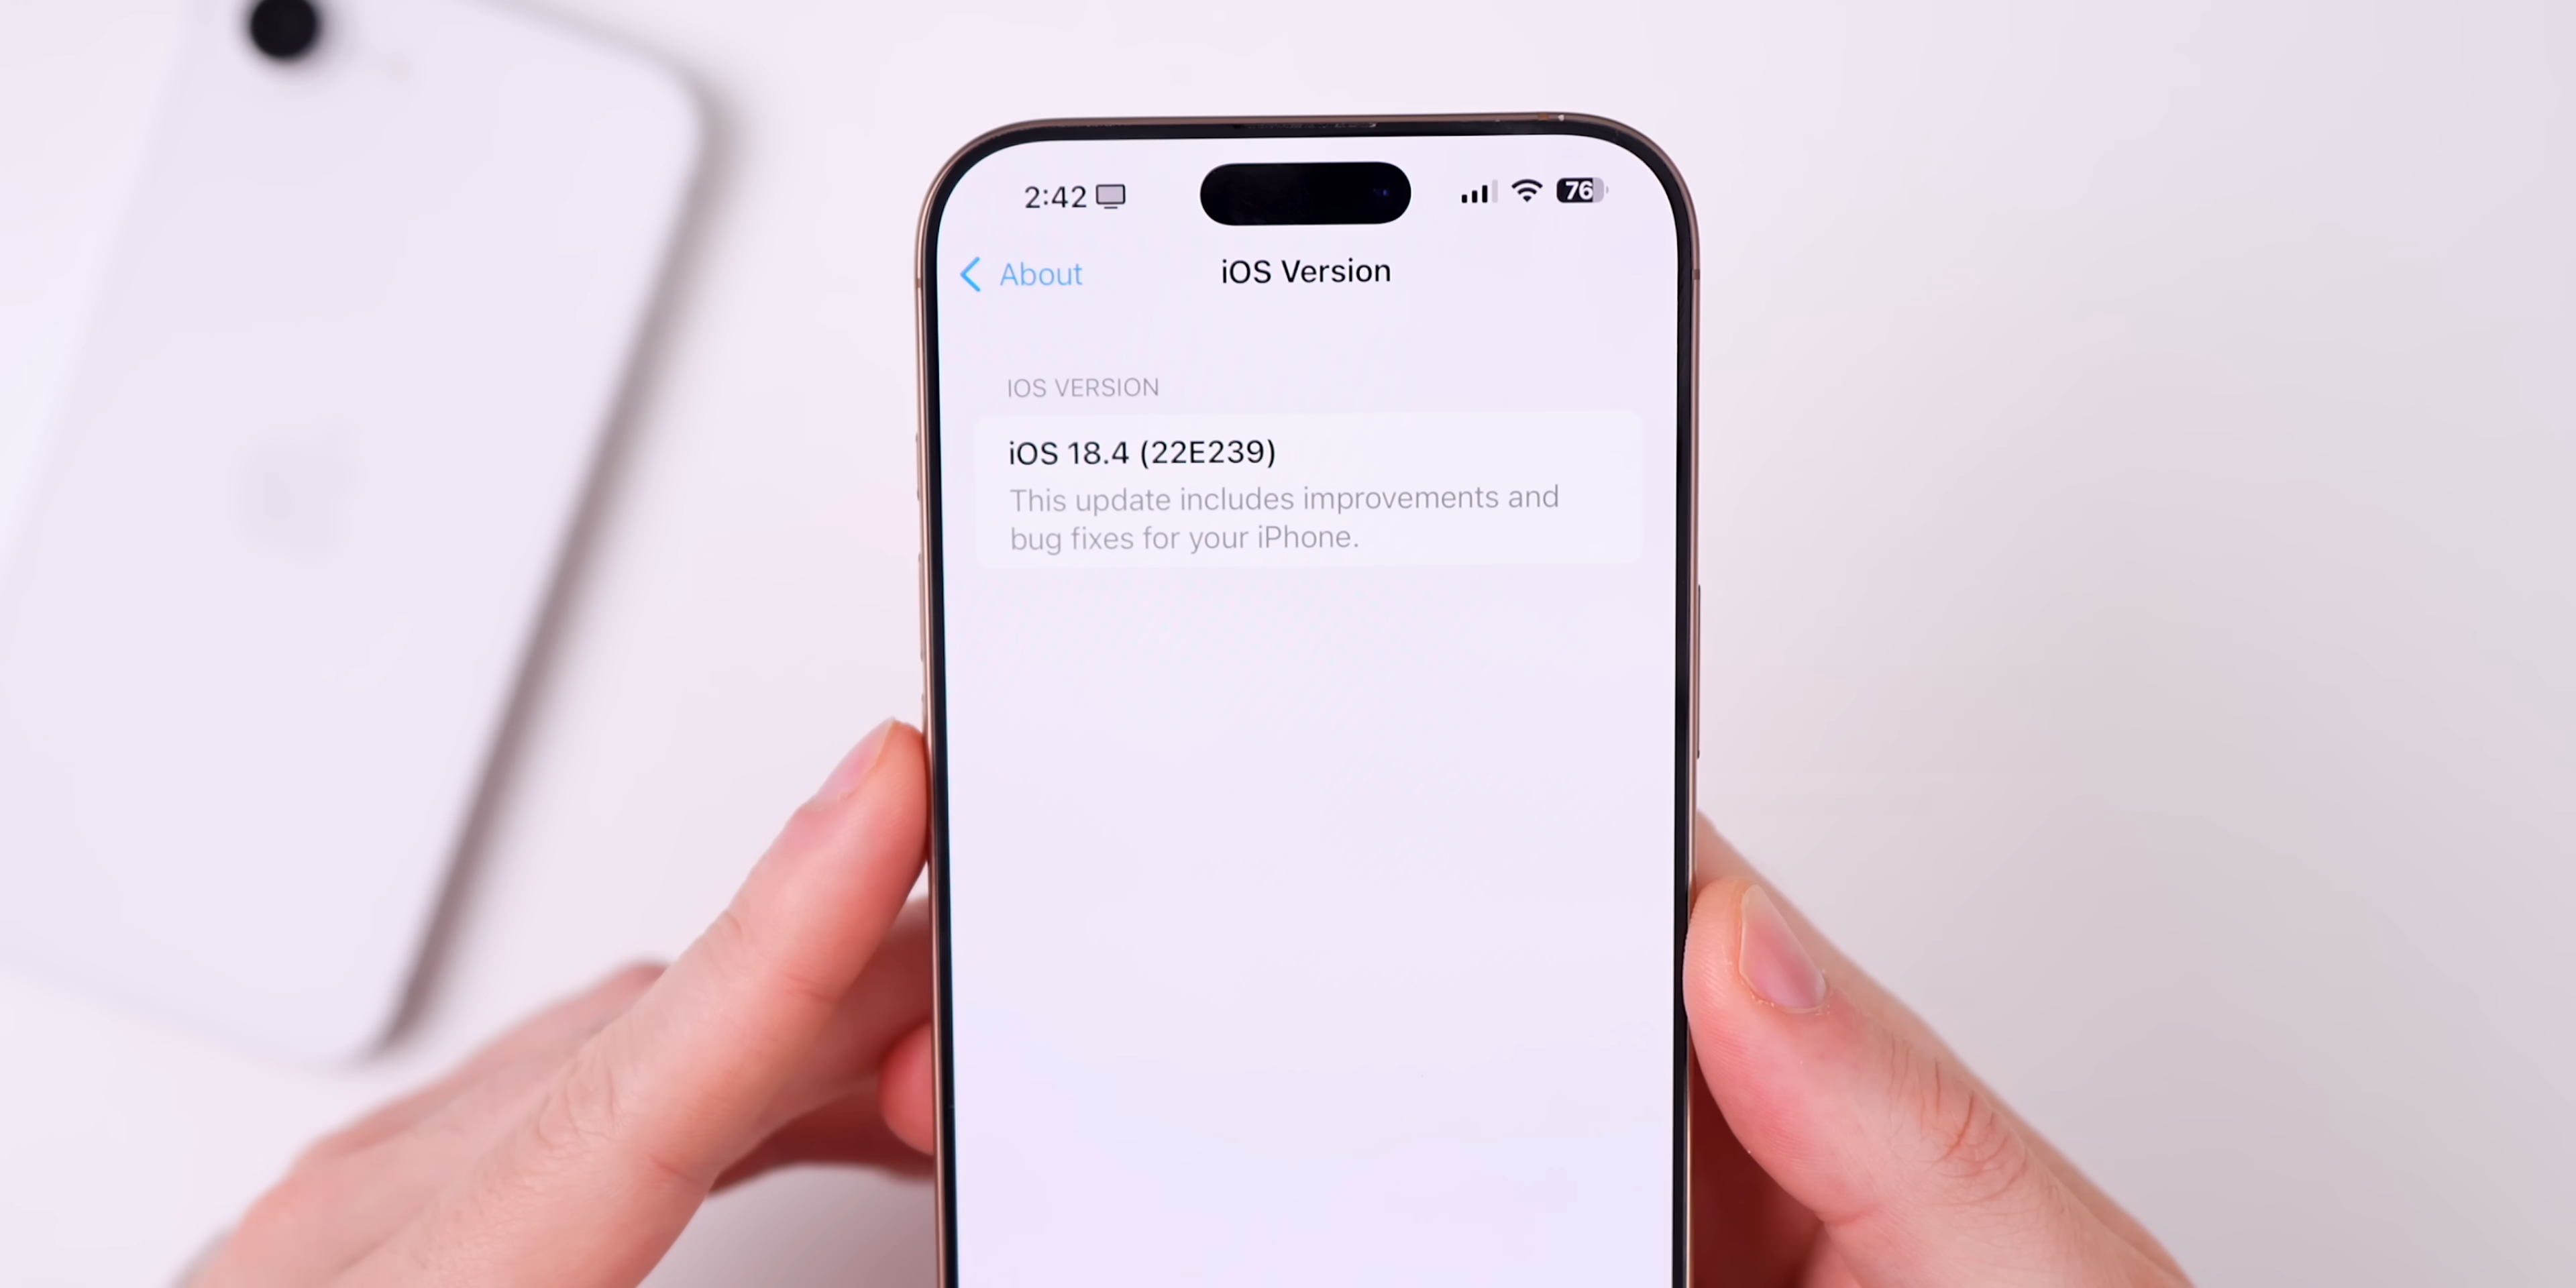 2:42
76
About
iOS Version
IOS VERSION
iOS 18.4 (22E239)
This update includes improvements and
bug fixes for your iPhone.